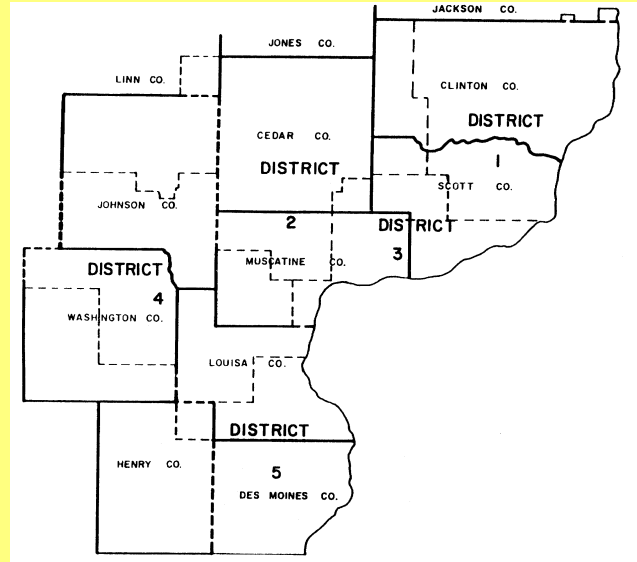 JACKSON CO.
JONES CO.
LINN CO.
CLINTON CO.
DISTRICT
CEDAR CO.
1
DISTRICT
SCOTT CO.
JOHNSON CO.
2
DISTRICT
3
MUSCATINE CO.
DISTRICT
4
WASHINGTON CO.
LOUISA CO.
DISTRICT
HENRY CO.
5
DES MOINES CO.